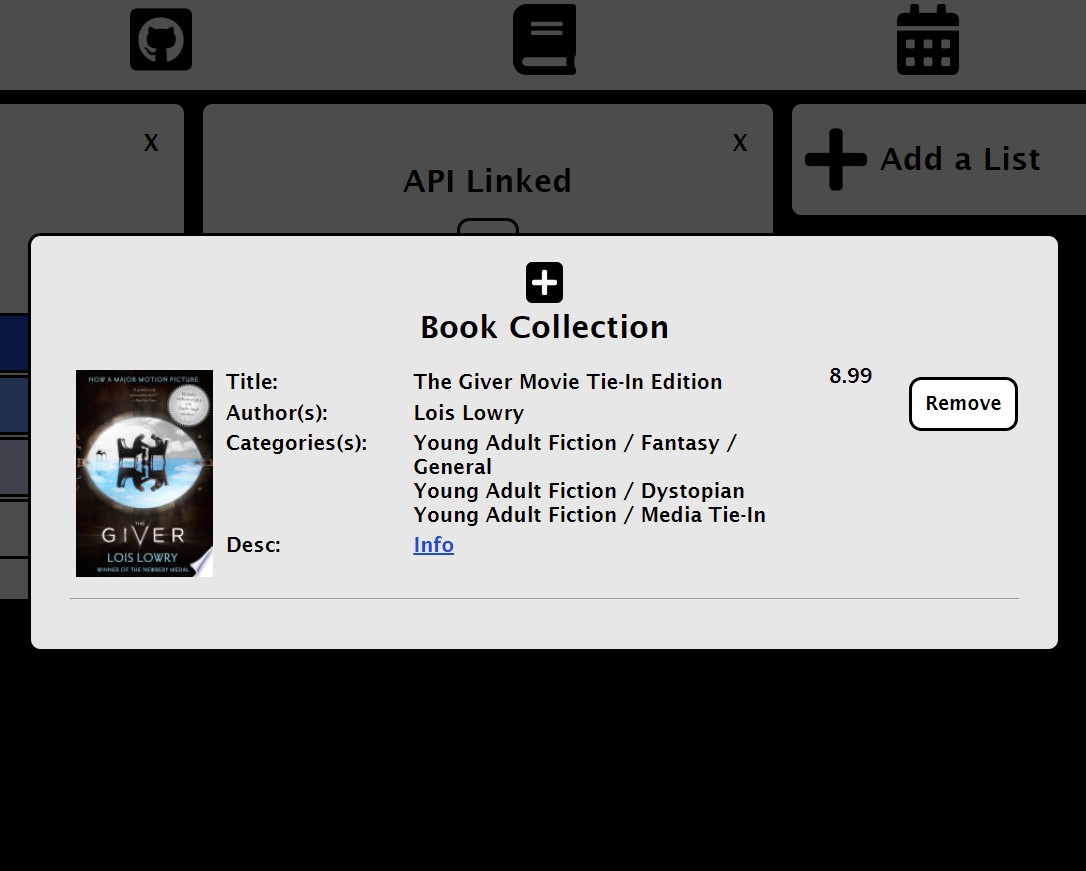 X
X
API Linked
Add a List
Book Collection
NOW A MAJOR MOTION PICTURE
THE
GIVER
LOIS LOWRY
WINNER OF THE NEWBERY MEDAL
Title: The Giver Movie Tie-In Edition
8.99
Remove
Author(s): Lois Lowry
Categories(s): Young Adult Fiction / Fantasy /
General
Young Adult Fiction / Dystopian
Young Adult Fiction / Media Tie-In
Desc: Info